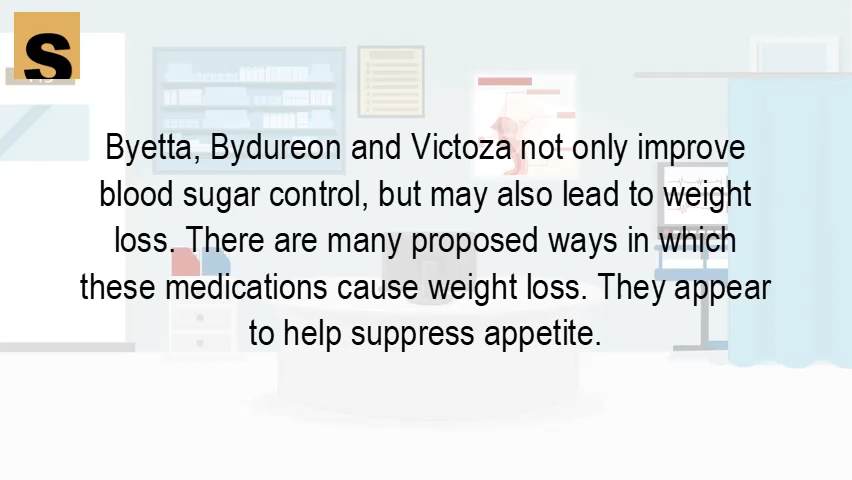 S
Byetta, Bydureon and Victoza not only improve
blood sugar control, but may also lead to weight
loss. There are many proposed ways in which
these medications cause weight loss. They appear
to help suppress appetite.